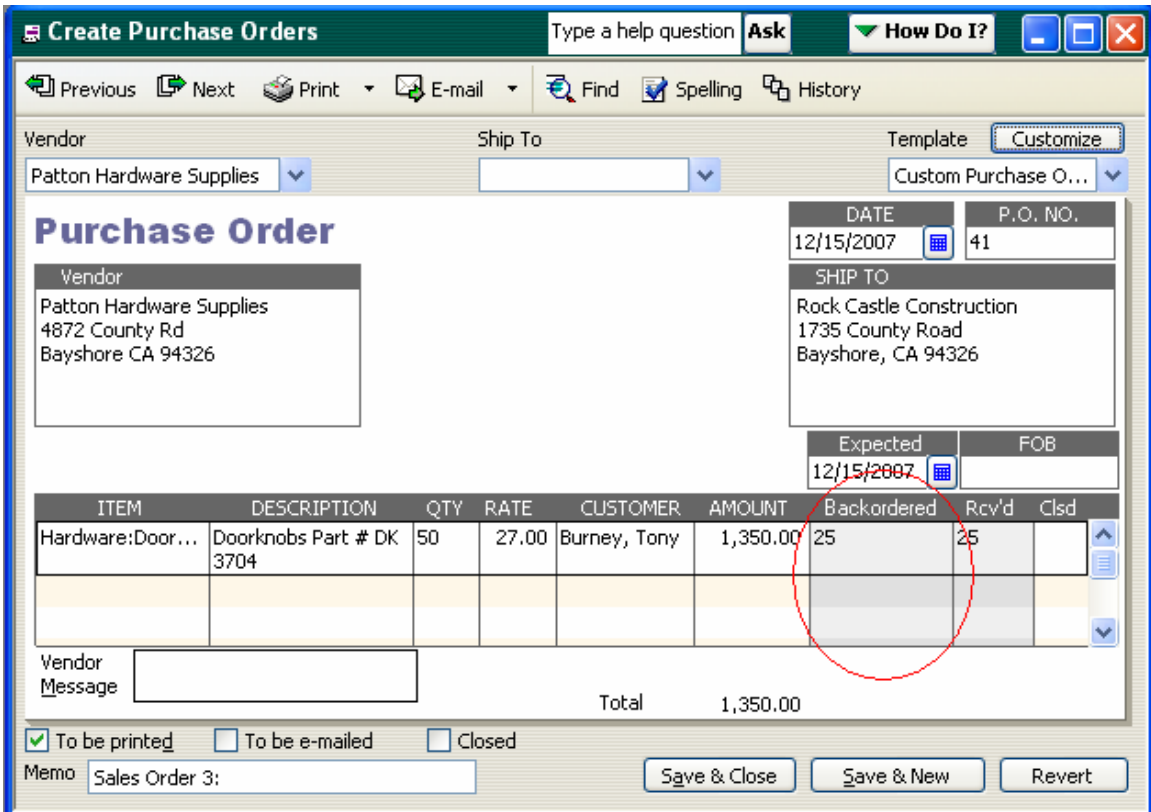 Create Purchase Orders Type a help question Ask How Do I?
Previous Next Print E-mail Find Spelling History
Vendor Ship To Template Customize
Patton Hardware Supplies Custom Purchase O...
Purchase Order
DATE P.O. NO.
12/15/2007 41
Vendor SHIP TO
Patton Hardware Supplies Rock Castle Construction
4872 County Rd 1735 County Road
Bayshore CA 94326 Bayshore, CA 94326
Expected FOB
12/15/2007
ITEM DESCRIPTION QTY RATE CUSTOMER AMOUNT Backordered Rcv'd Clsd
Hardware:Door... Doorknobs Part # DK 50 27.00 Burney, Tony 1,350.00 25 25
3704
Vendor
Message
Total 1,350.00
To be printed To be e-mailed Closed
Memo Sales Order 3: Save & Close Save & New Revert